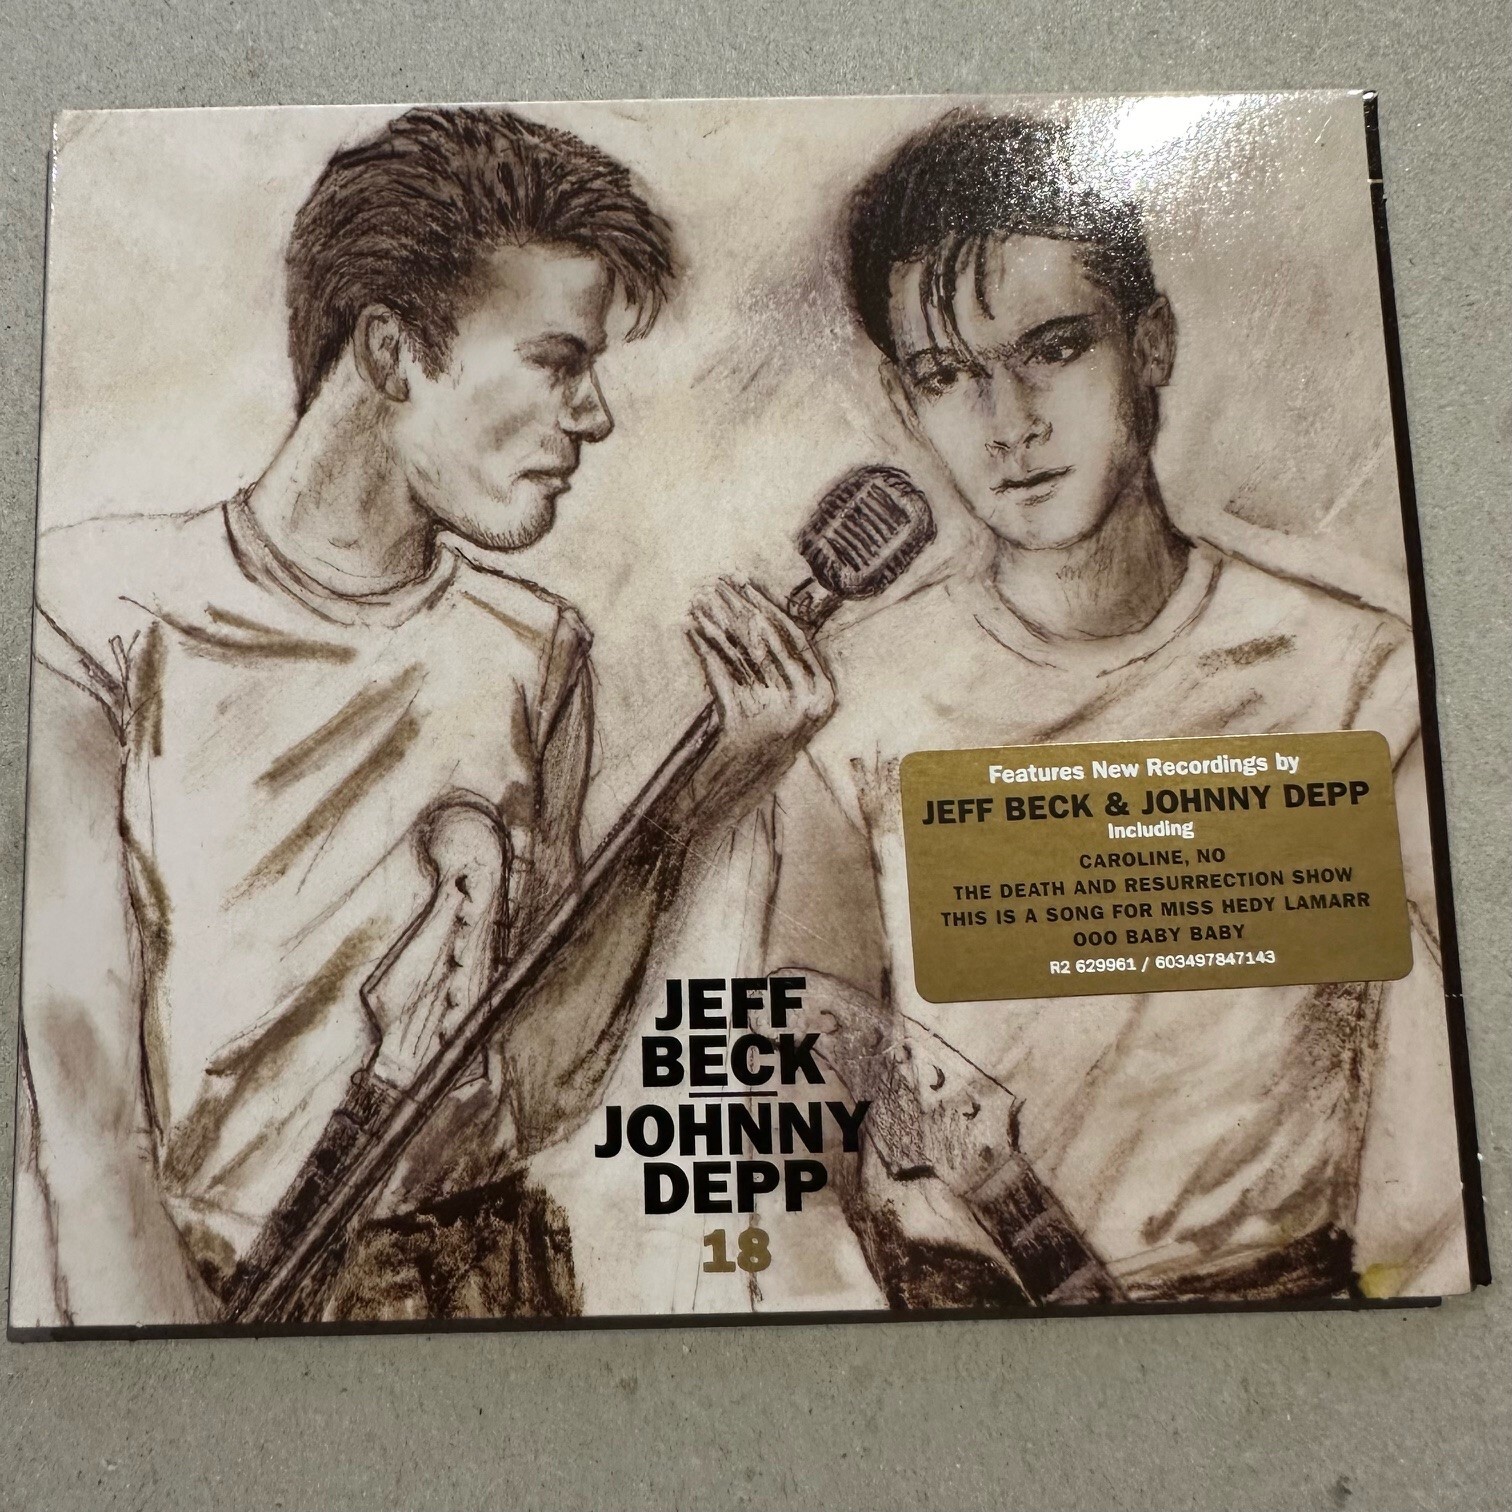 Features New Recordings by
JEFF BECK & JOHNNY DEPP
Including
CAROLINE, NO
THE DEATH AND RESURRECTION SHOW
THIS IS A SONG FOR MISS HEDY LAMARR
OOO BABY BABY
R2 629961 / 603497847143
JEFF
BECK
JOHNNY
DEPP
18